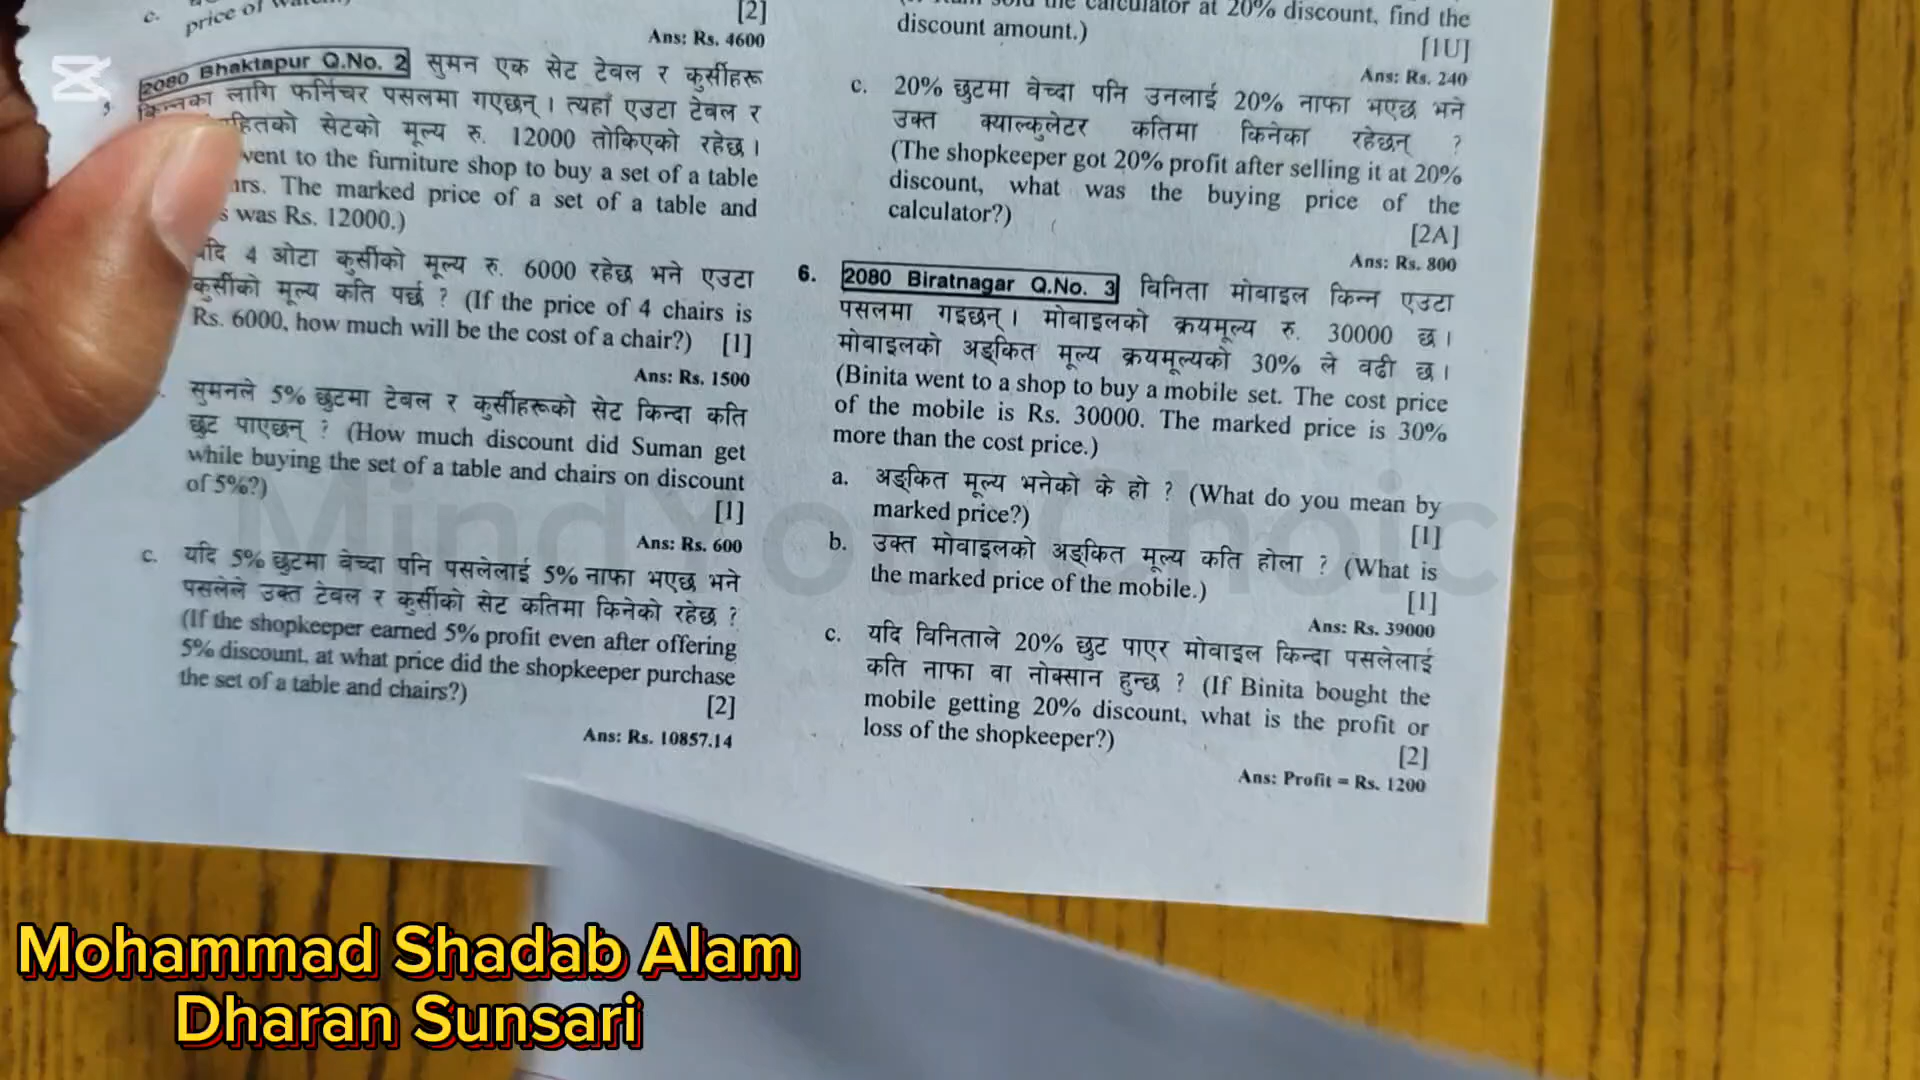 c.
price of
[2]
Ans: Rs. 4600
2080 Bhaktapur Q.No. 2 सुमन एक सेट टेबल र कुर्सीहरू
किन्नका लागि फर्निचर पसलमा गएछन् । त्यहाँ एउटा टेबल र
सेटको मूल्य रु. 12000 तोकिएको रहेछ ।
went to the furniture shop to buy a set of a table
The marked price of a set of a table and
was Rs. 12000.)
यदि 4 ओटा कुर्सीको मूल्य रु. 6000 रहेछ भने एउटा
कुर्सीको मूल्य कति पर्छ ? (If the price of 4 chairs is
Rs. 6000, how much will be the cost of a chair?) [1]
Ans: Rs. 1500
सुमनले 5% छुटमा टेबल र कुर्सीहरूको सेट किन्दा कति
छुट पाएछन् ? (How much discount did Suman get
while buying the set of a table and chairs on discount
of 5%?)
[1]
Ans: Rs. 600
c. यदि 5% छुटमा बेच्दा पनि पसलेलाई 5% नाफा भएछ भने
पसलेले उक्त टेबल र कुर्सीको सेट कतिमा किनेको रहेछ ?
(If the shopkeeper earned 5% profit even after offering
5% discount, at what price did the shopkeeper purchase
the set of a table and chairs?)
[2]
Ans: Rs. 10857.14
calculator at 20% discount, find the
discount amount.)
[1U]
Ans: Rs. 240
c. 20% छुटमा बेच्दा पनि उनलाई 20% नाफा भएछ भने
उक्त क्याल्कुलेटर कतिमा किनेका रहेछन् ?
(The shopkeeper got 20% profit after selling it at 20%
discount, what was the buying price of the
calculator?)
[2A]
Ans: Rs. 800
6. 2080 Biratnagar Q.No. 3 विनिता मोबाइल किन्न एउटा
पसलमा गइछन् । मोबाइलको क्रयमूल्य रु. 30000 छ ।
मोबाइलको अङ्कित मूल्य क्रयमूल्यको 30% ले बढी छ ।
(Binita went to a shop to buy a mobile set. The cost price
of the mobile is Rs. 30000. The marked price is 30%
more than the cost price.)
a. अङ्कित मूल्य भनेको के हो ? (What do you mean by
marked price?)
[1]
b. उक्त मोबाइलको अङ्कित मूल्य कति होला ? (What is
the marked price of the mobile.)
[1]
Ans: Rs. 39000
c. यदि विनिताले 20% छुट पाएर मोबाइल किन्दा पसलेलाई
कति नाफा वा नोक्सान हुन्छ ? (If Binita bought the
mobile getting 20% discount, what is the profit or
loss of the shopkeeper?)
[2]
Ans: Profit = Rs. 1200
MindYourChoices
Mohammad Shadab Alam
Dharan Sunsari